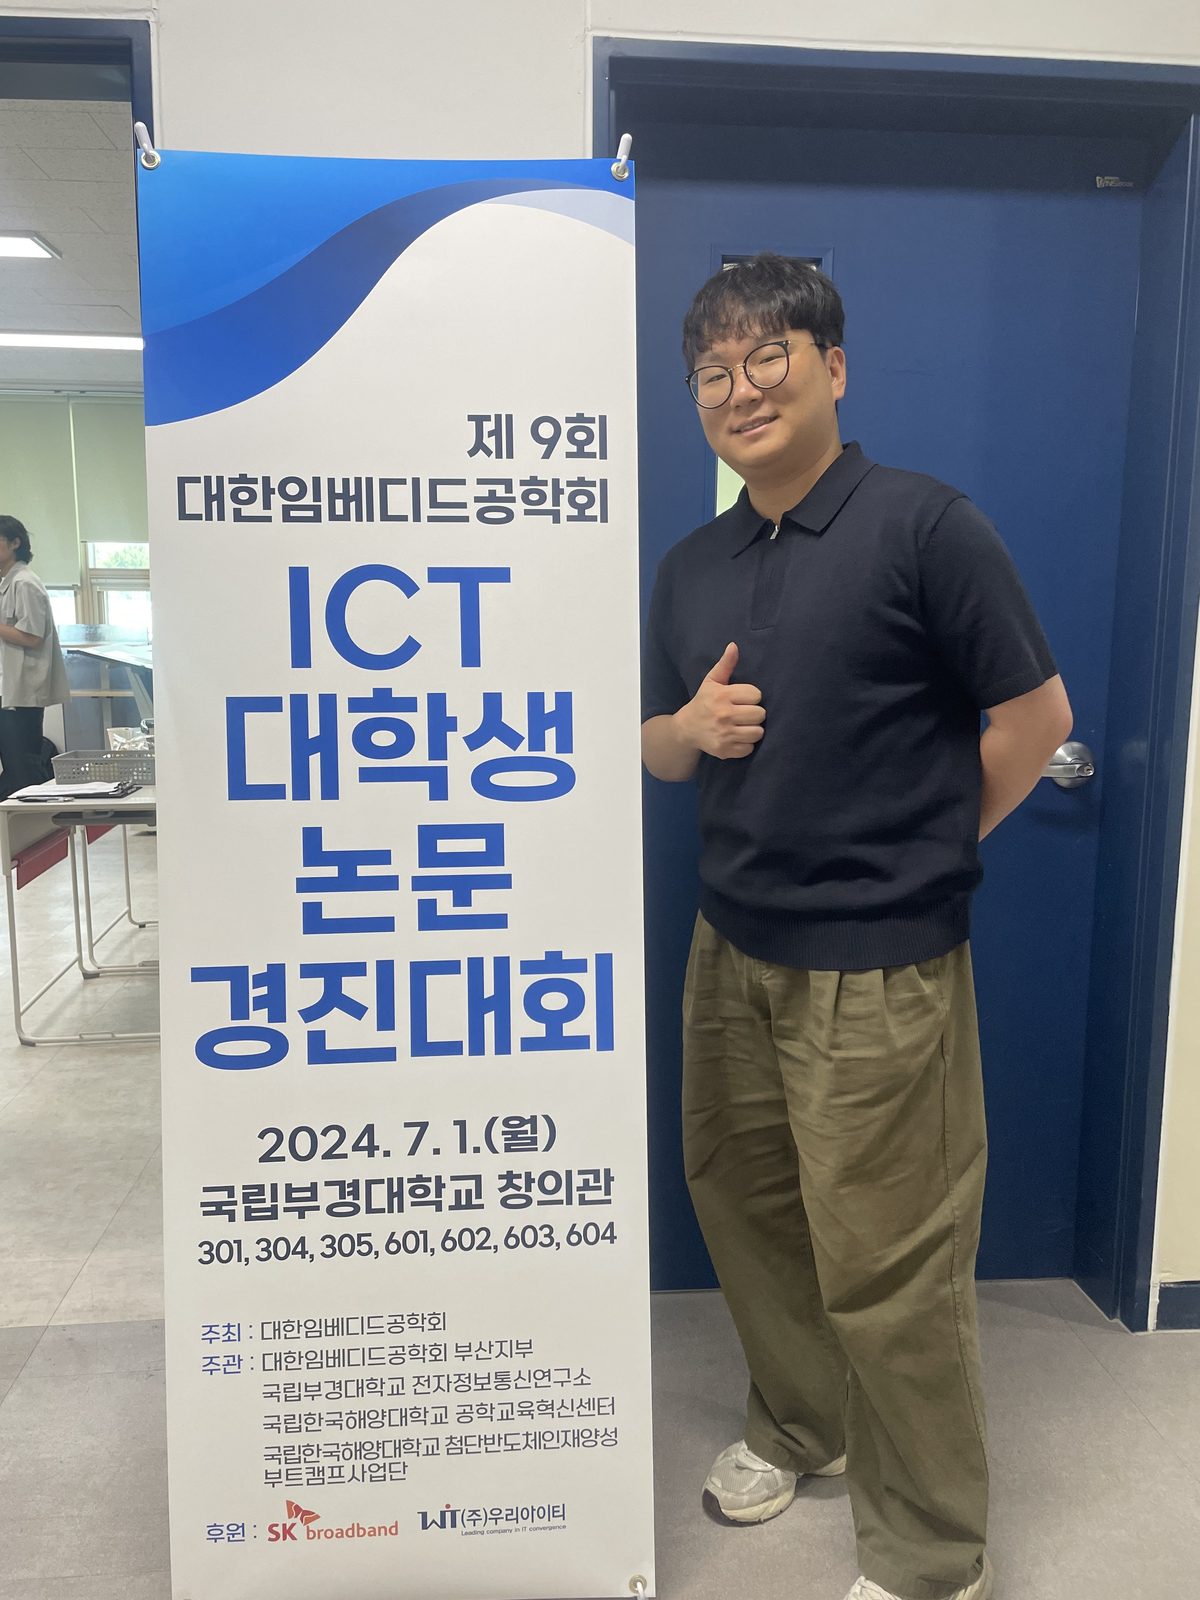 제 9회
대한임베디드공학회
ICT
대학생
논문
경진대회
2024. 7. 1.(월)
국립부경대학교 창의관
301, 304, 305, 601, 602, 603, 604
주최 : 대한임베디드공학회
주관 : 대한임베디드공학회 부산지부
국립부경대학교 전자정보통신연구소
국립한국해양대학교 공학교육혁신센터
국립한국해양대학교 첨단반도체인재양성
부트캠프사업단
후원 : SK broadband WIT (주)우리아이티
Leading company in IT convergence